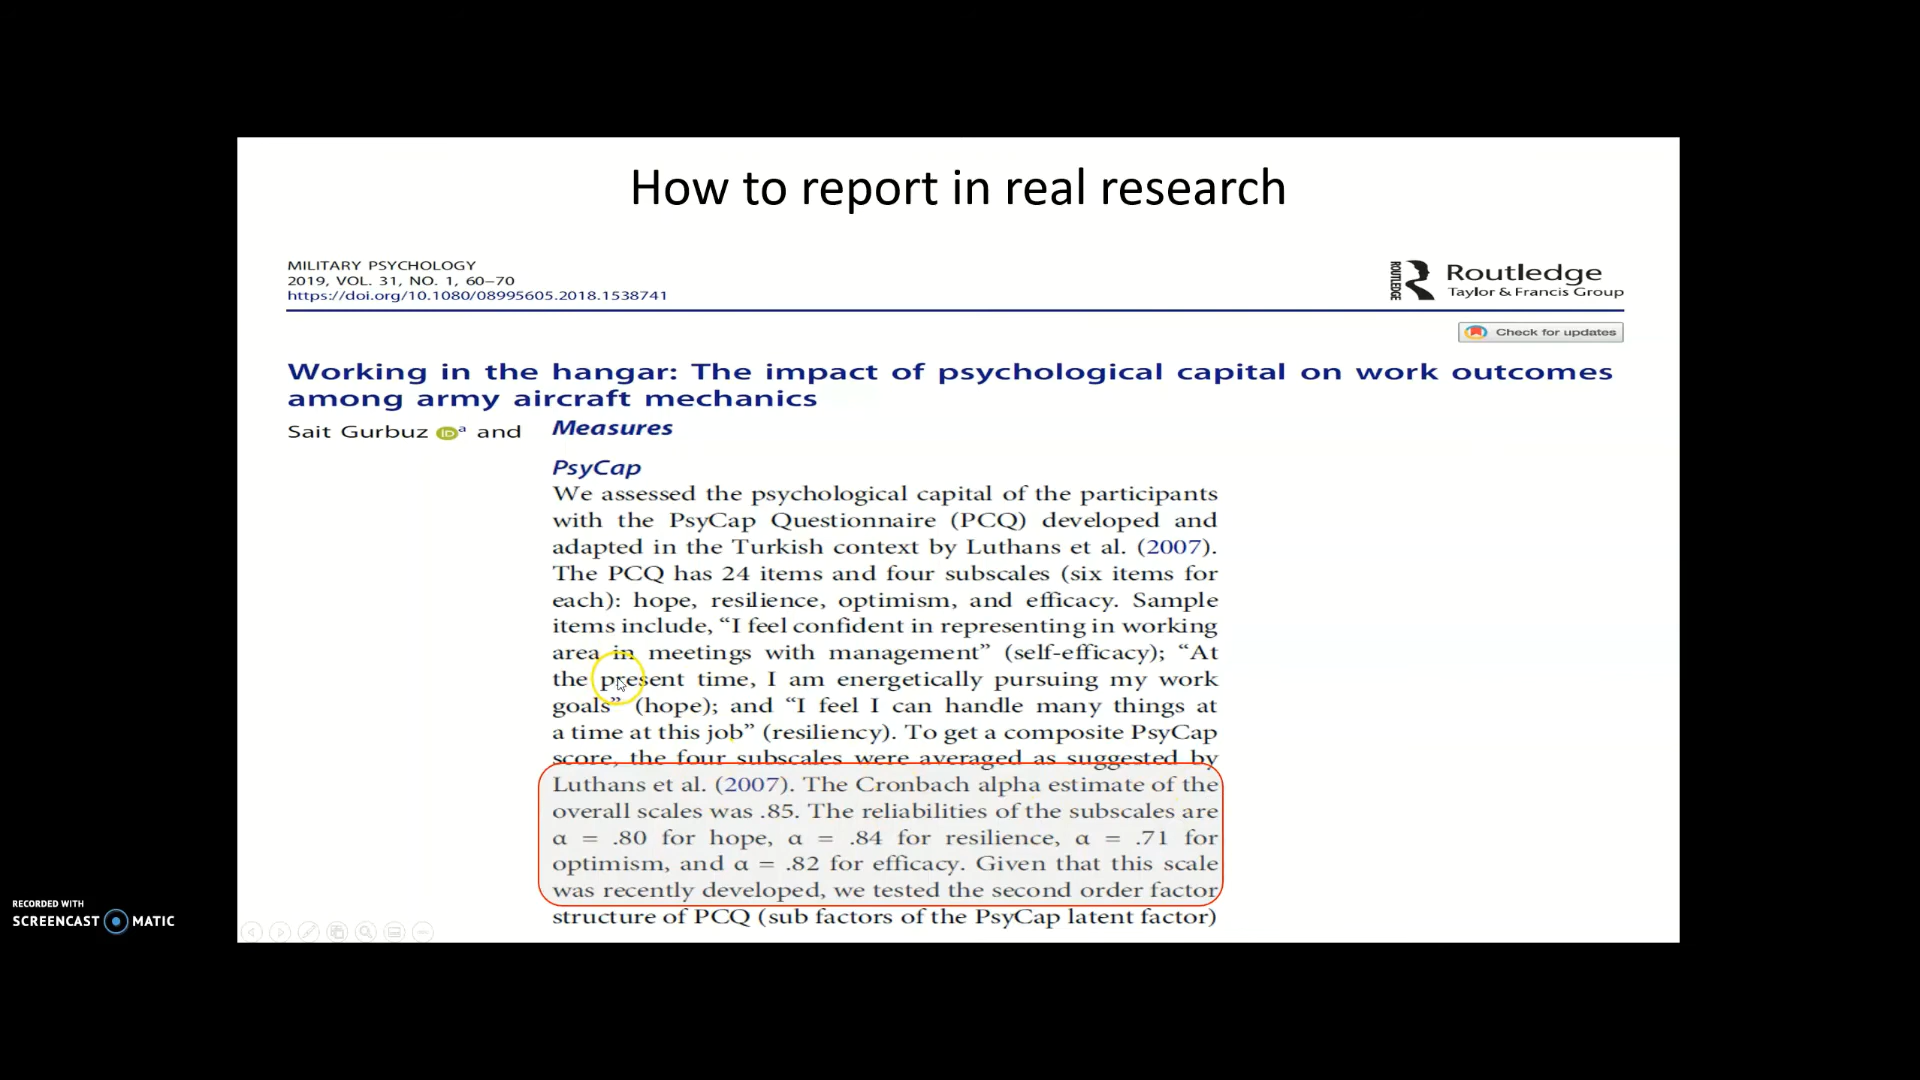 How to report in real research
MILITARY PSYCHOLOGY
2019, VOL. 31, NO. 1, 60–70
https://doi.org/10.1080/08995605.2018.1538741
ROUTLEDGE
Routledge
Taylor & Francis Group
Check for updates
Working in the hangar: The impact of psychological capital on work outcomes
among army aircraft mechanics
Sait Gurbuz iD a and
Measures
PsyCap
We assessed the psychological capital of the participants
with the PsyCap Questionnaire (PCQ) developed and
adapted in the Turkish context by Luthans et al. (2007).
The PCQ has 24 items and four subscales (six items for
each): hope, resilience, optimism, and efficacy. Sample
items include, “I feel confident in representing in working
area in meetings with management” (self-efficacy); “At
the present time, I am energetically pursuing my work
goals” (hope); and “I feel I can handle many things at
a time at this job” (resiliency). To get a composite PsyCap
score, the four subscales were averaged as suggested by
Luthans et al. (2007). The Cronbach alpha estimate of the
overall scales was .85. The reliabilities of the subscales are
α = .80 for hope, α = .84 for resilience, α = .71 for
optimism, and α = .82 for efficacy. Given that this scale
was recently developed, we tested the second order factor
structure of PCQ (sub factors of the PsyCap latent factor)
RECORDED WITH
SCREENCAST MATIC